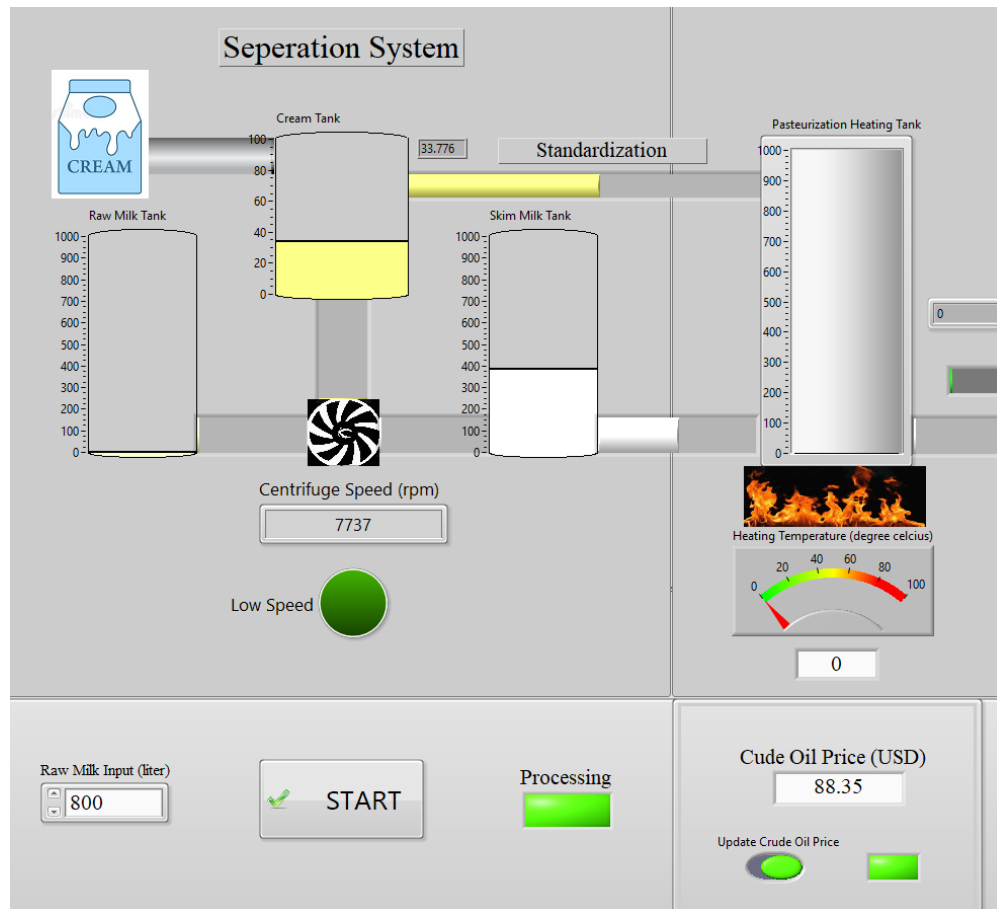 Seperation System
CREAM
Cream Tank
100
80
60
40
20
0
33.776
Standardization
Pasteurization Heating Tank
1000
900
800
700
600
500
400
300
200
100
0
Raw Milk Tank
1000
900
800
700
600
500
400
300
200
100
0
Skim Milk Tank
1000
900
800
700
600
500
400
300
200
100
0
0
Centrifuge Speed (rpm)
7737
Low Speed
Heating Temperature (degree celcius)
0 20 40 60 80 100
0
Raw Milk Input (liter)
800
START
Processing
Cude Oil Price (USD)
88.35
Update Crude Oil Price